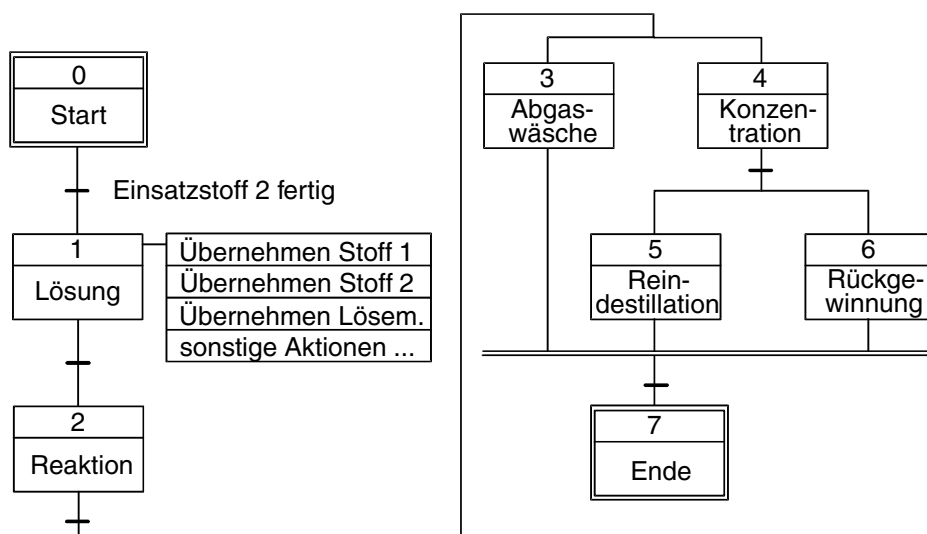 0
Start
Einsatzstoff 2 fertig
1
Lösung
Übernehmen Stoff 1
Übernehmen Stoff 2
Übernehmen Lösem.
sonstige Aktionen ...
2
Reaktion
3
Abgas-
wäsche
4
Konzen-
tration
5
Rein-
destillation
6
Rückge-
winnung
7
Ende